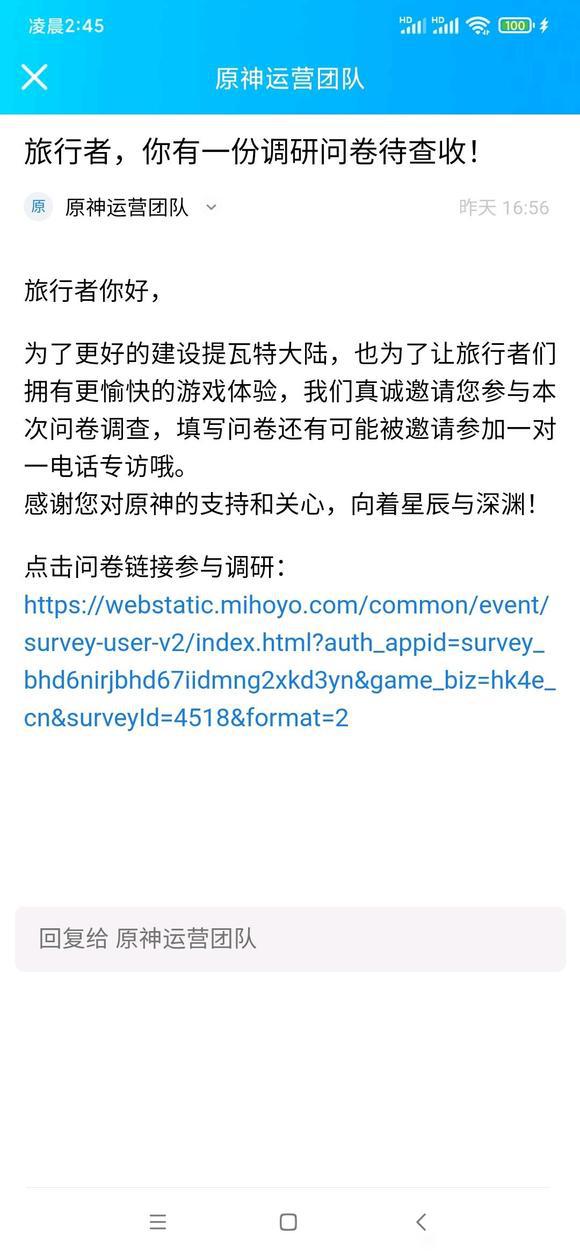 凌晨2:45
HD HD 100
原神运营团队
旅行者，你有一份调研问卷待查收！
原 原神运营团队 昨天 16:56
旅行者你好，
为了更好的建设提瓦特大陆，也为了让旅行者们
拥有更愉快的游戏体验，我们真诚邀请您参与本
次问卷调查，填写问卷还有可能被邀请参加一对
一电话专访哦。
感谢您对原神的支持和关心，向着星辰与深渊！
点击问卷链接参与调研：
https://webstatic.mihoyo.com/common/event/
survey-user-v2/index.html?auth_appid=survey_
bhd6nirjbhd67iidmng2xkd3yn&game_biz=hk4e_
cn&surveyId=4518&format=2
回复给 原神运营团队